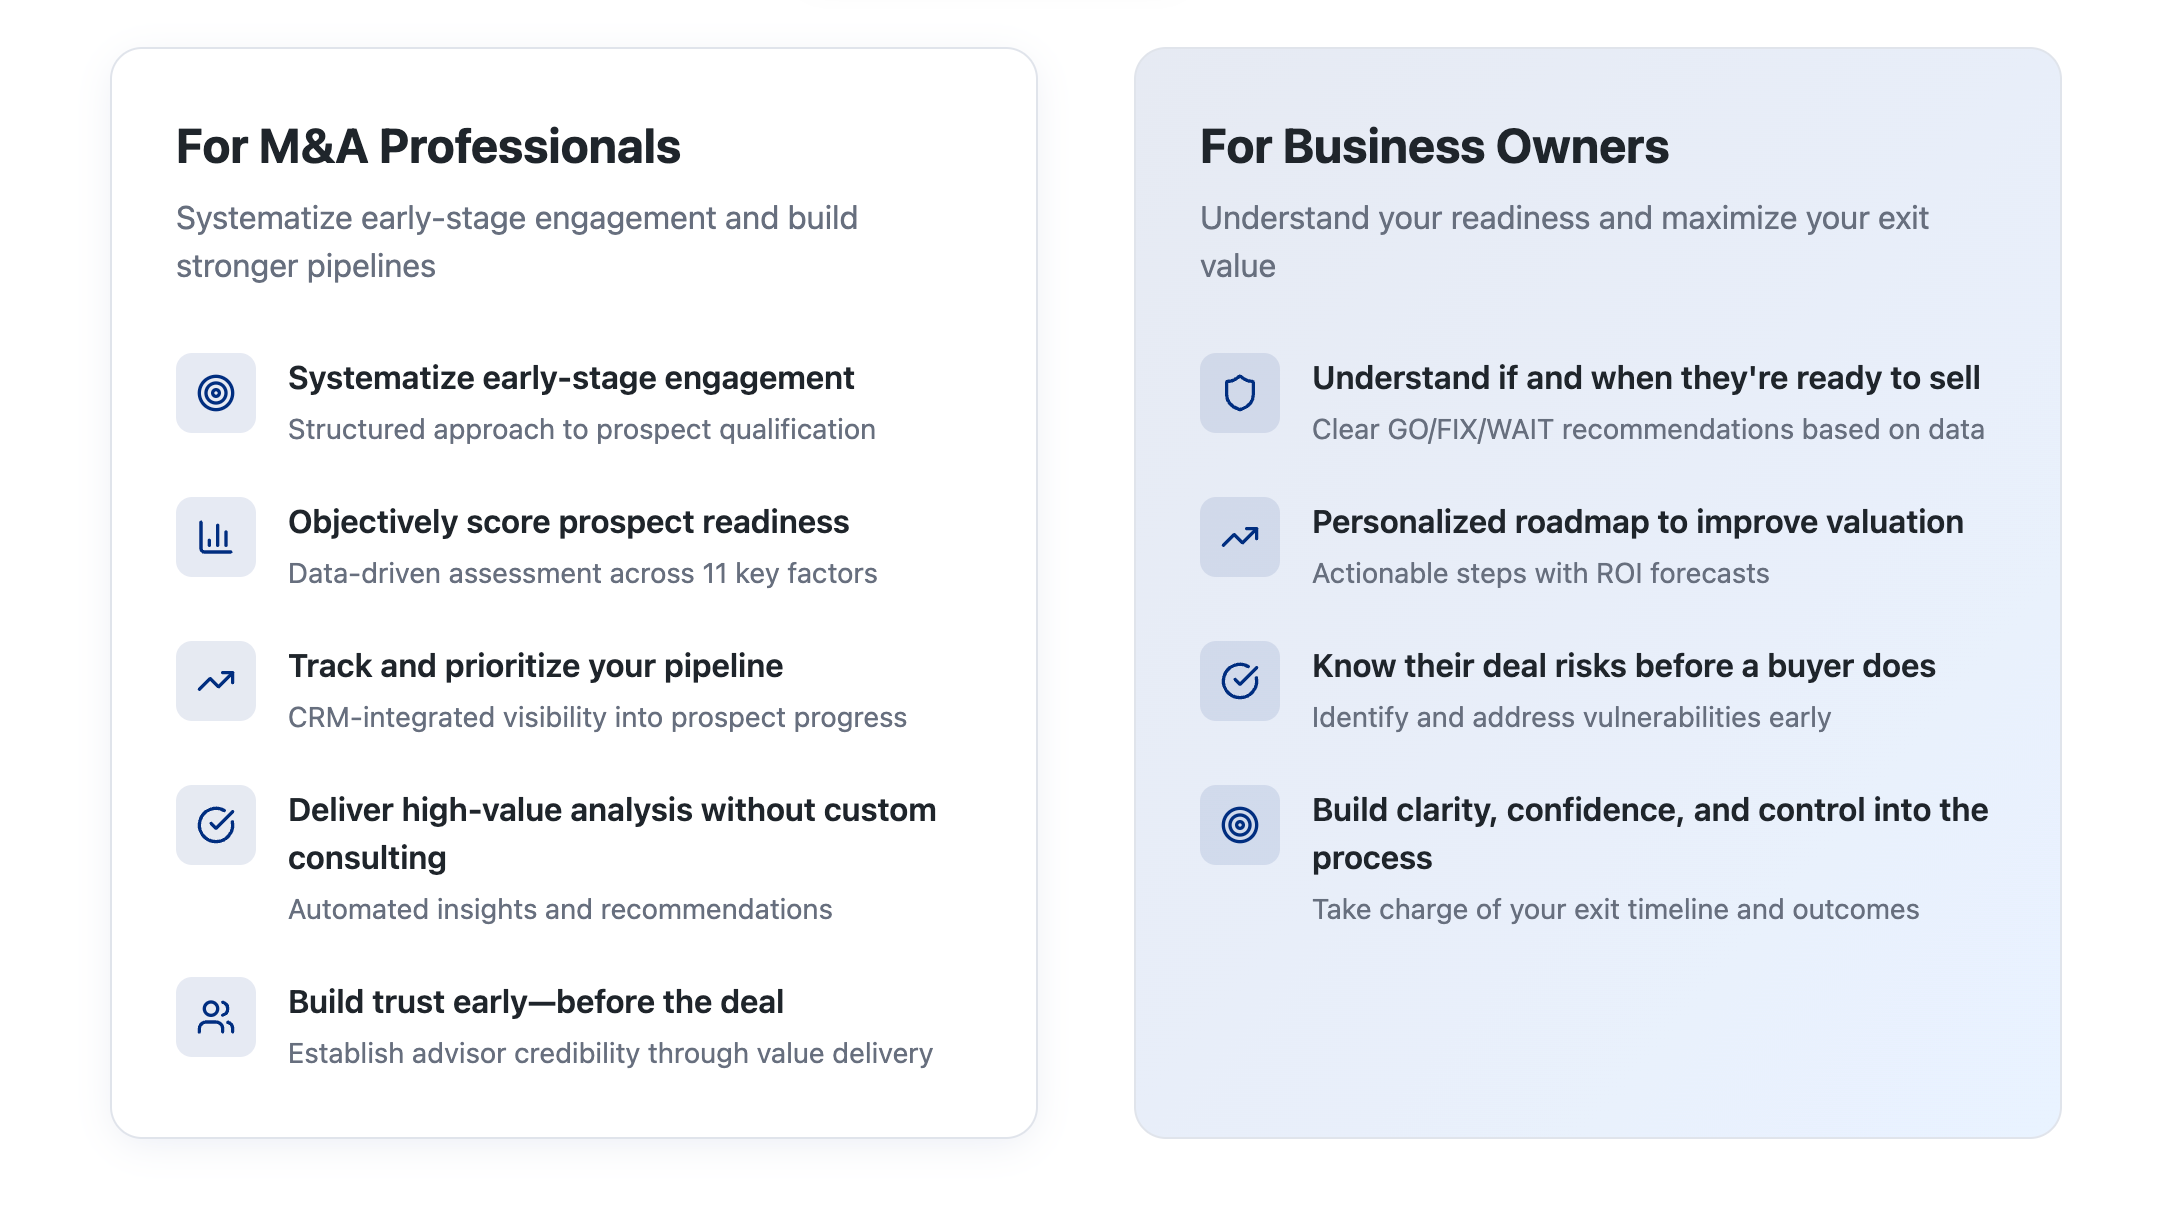 For M&A Professionals
Systematize early-stage engagement and build
stronger pipelines
Systematize early-stage engagement
Structured approach to prospect qualification
Objectively score prospect readiness
Data-driven assessment across 11 key factors
Track and prioritize your pipeline
CRM-integrated visibility into prospect progress
Deliver high-value analysis without custom
consulting
Automated insights and recommendations
Build trust early—before the deal
Establish advisor credibility through value delivery
For Business Owners
Understand your readiness and maximize your exit
value
Understand if and when they're ready to sell
Clear GO/FIX/WAIT recommendations based on data
Personalized roadmap to improve valuation
Actionable steps with ROI forecasts
Know their deal risks before a buyer does
Identify and address vulnerabilities early
Build clarity, confidence, and control into the
process
Take charge of your exit timeline and outcomes